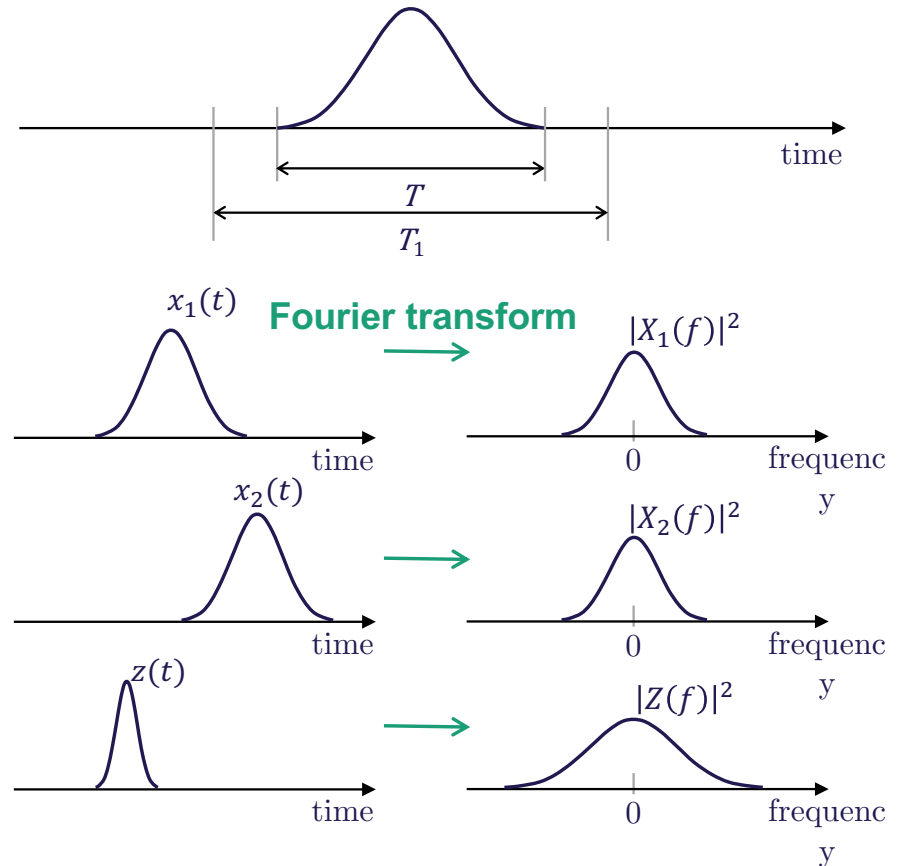 time
T
T₁
x₁(t)
Fourier transform
|X₁(f)|²
time
0
frequenc
y
x₂(t)
|X₂(f)|²
time
0
frequenc
y
z(t)
|Z(f)|²
time
0
frequenc
y